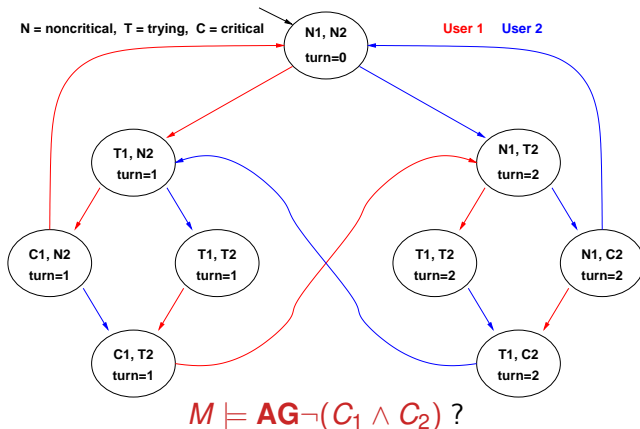 N = noncritical, T = trying, C = critical
User 1 User 2
N1, N2
turn=0
T1, N2
turn=1
N1, T2
turn=2
C1, N2
turn=1
T1, T2
turn=1
T1, T2
turn=2
N1, C2
turn=2
C1, T2
turn=1
T1, C2
turn=2
M ⊨ AG¬(C₁ ∧ C₂) ?